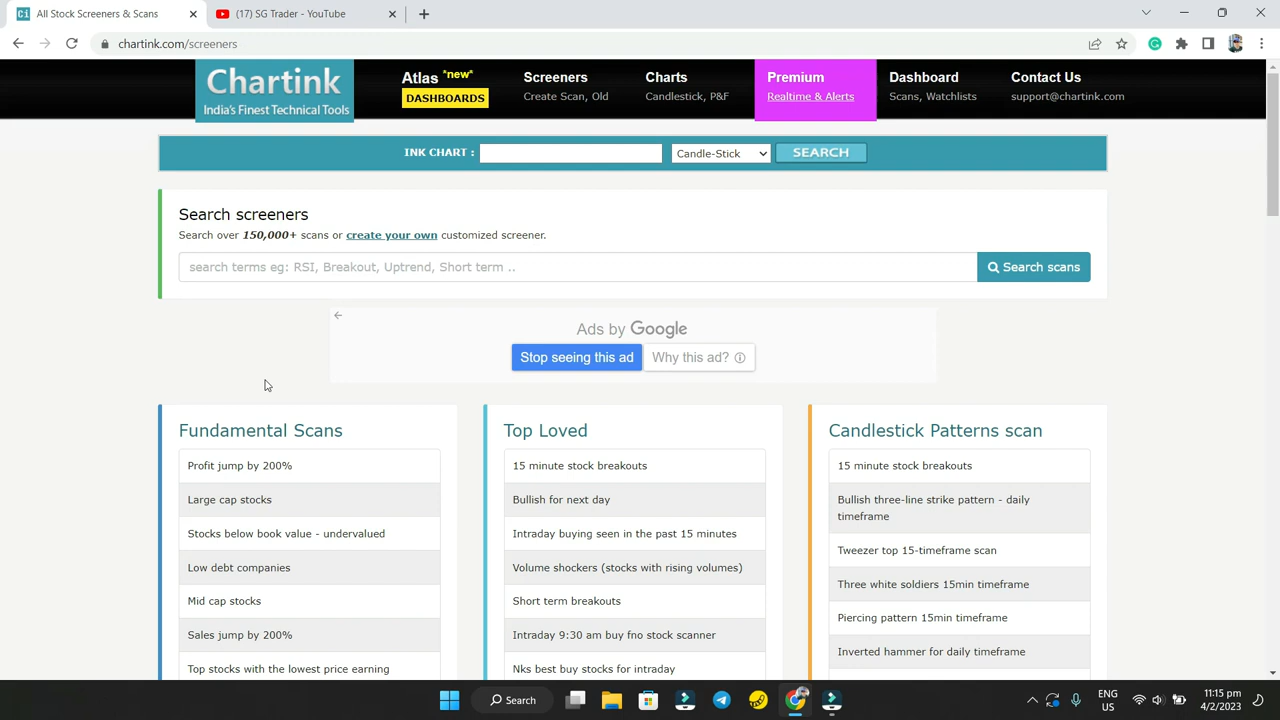 All Stock Screeners & Scans
(17) SG Trader - YouTube
chartink.com/screeners
Chartink
India's Finest Technical Tools
Atlas *new*
DASHBOARDS
Screeners
Create Scan, Old
Charts
Candlestick, P&F
Premium
Realtime & Alerts
Dashboard
Scans, Watchlists
Contact Us
support@chartink.com
INK CHART :
Candle-Stick
SEARCH
Search screeners
Search over 150,000+ scans or create your own customized screener.
search terms eg: RSI, Breakout, Uptrend, Short term ..
Search scans
Ads by Google
Stop seeing this ad
Why this ad?
Fundamental Scans
Profit jump by 200%
Large cap stocks
Stocks below book value - undervalued
Low debt companies
Mid cap stocks
Sales jump by 200%
Top stocks with the lowest price earning
Top Loved
15 minute stock breakouts
Bullish for next day
Intraday buying seen in the past 15 minutes
Volume shockers (stocks with rising volumes)
Short term breakouts
Intraday 9:30 am buy fno stock scanner
Nks best buy stocks for intraday
Candlestick Patterns scan
15 minute stock breakouts
Bullish three-line strike pattern - daily
timeframe
Tweezer top 15-timeframe scan
Three white soldiers 15min timeframe
Piercing pattern 15min timeframe
Inverted hammer for daily timeframe
Search
ENG
US
11:15 pm
4/2/2023